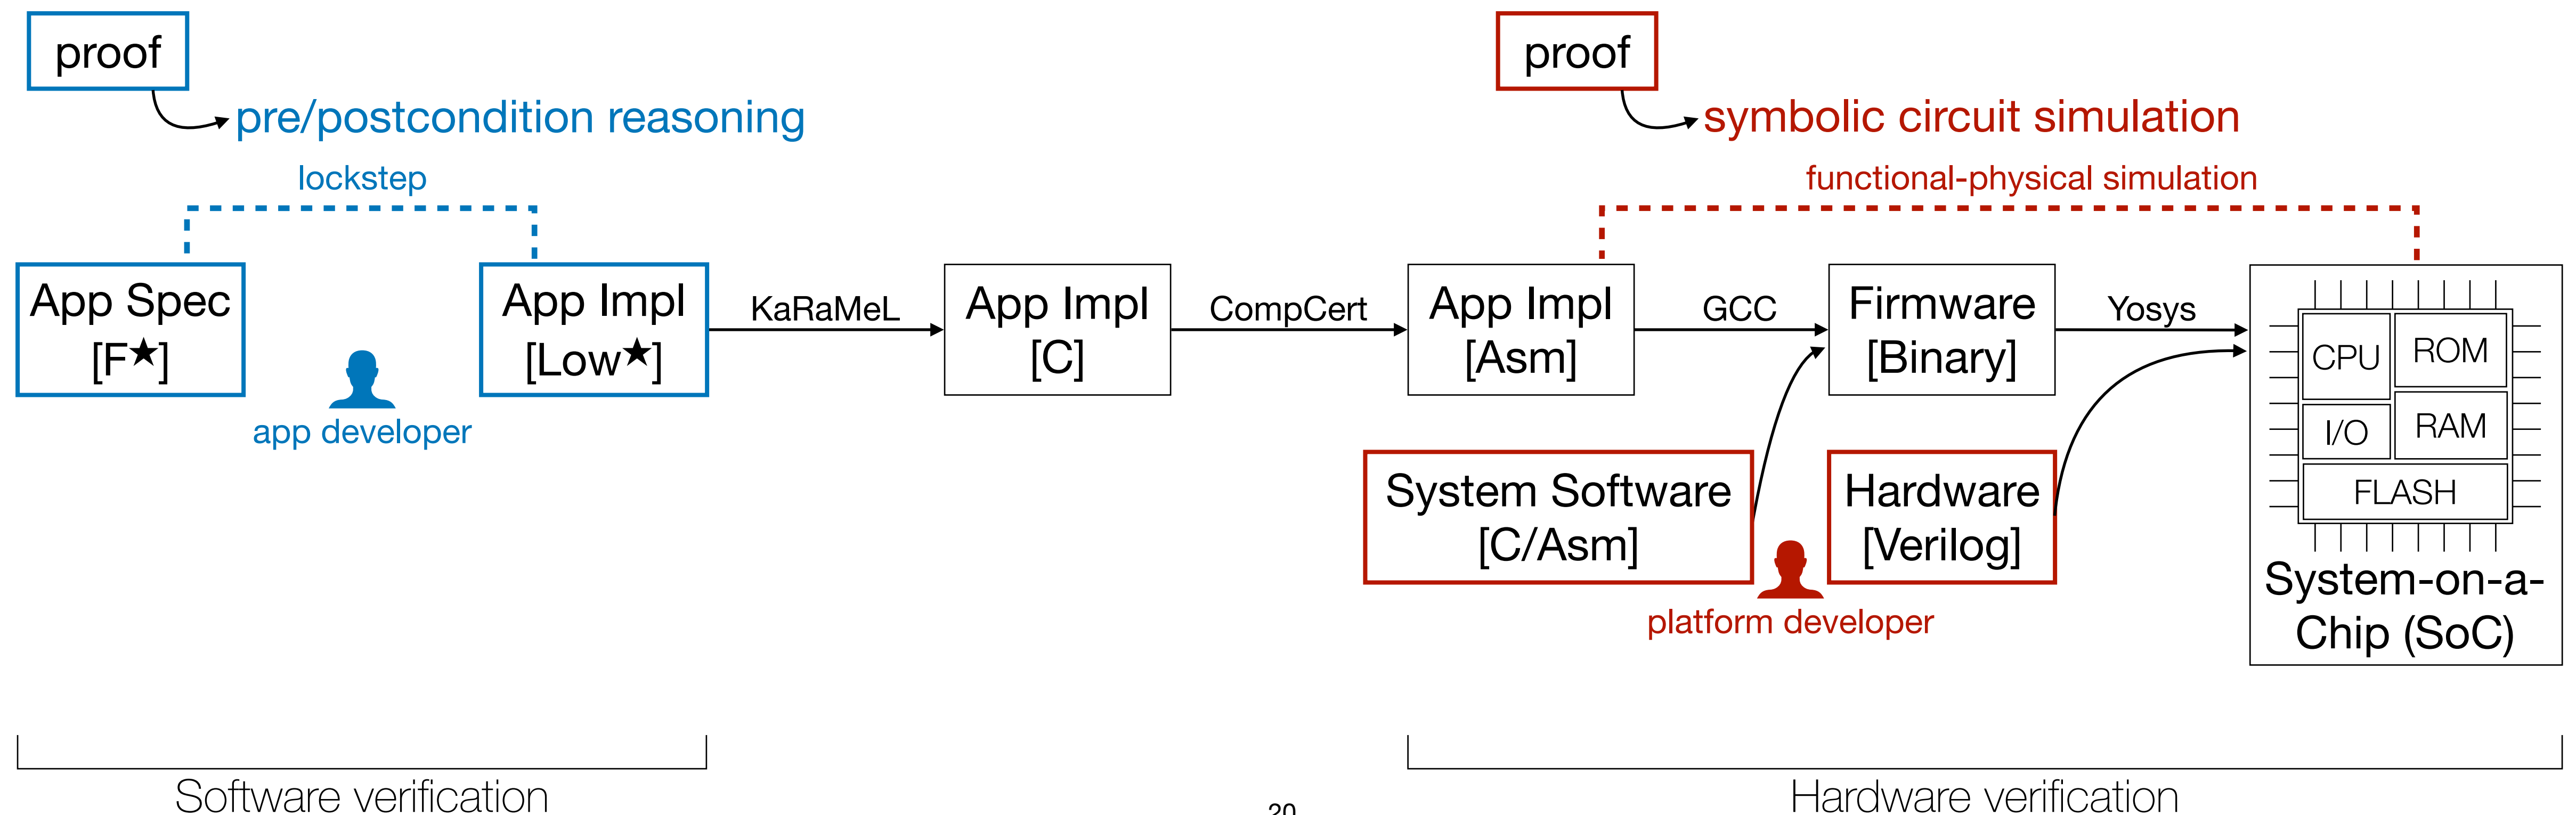 proof
pre/postcondition reasoning
lockstep
App Spec
[F★]
app developer
App Impl
[Low★]
KaRaMeL
App Impl
[C]
CompCert
proof
symbolic circuit simulation
functional-physical simulation
App Impl
[Asm]
GCC
Firmware
[Binary]
Yosys
System Software
[C/Asm]
Hardware
[Verilog]
platform developer
CPU
ROM
I/O
RAM
FLASH
System-on-a-
Chip (SoC)
Software verification
20
Hardware verification